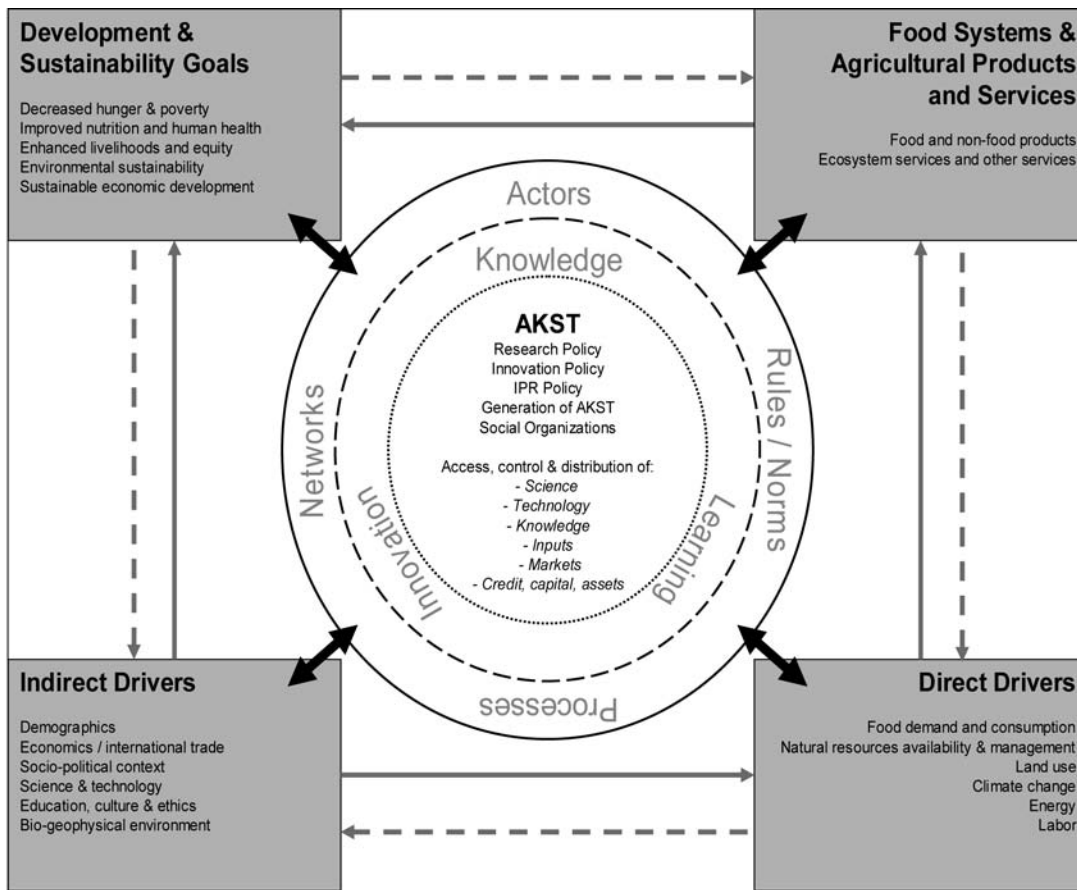 Development &
Sustainability Goals
Decreased hunger & poverty
Improved nutrition and human health
Enhanced livelihoods and equity
Environmental sustainability
Sustainable economic development
Food Systems &
Agricultural Products
and Services
Food and non-food products
Ecosystem services and other services
Actors
Knowledge
AKST
Research Policy
Innovation Policy
IPR Policy
Generation of AKST
Social Organizations
Access, control & distribution of:
- Science
- Technology
- Knowledge
- Inputs
- Markets
- Credit, capital, assets
Networks
Innovation
Learning
Rules / Norms
Processes
Indirect Drivers
Demographics
Economics / international trade
Socio-political context
Science & technology
Education, culture & ethics
Bio-geophysical environment
Direct Drivers
Food demand and consumption
Natural resources availability & management
Land use
Climate change
Energy
Labor